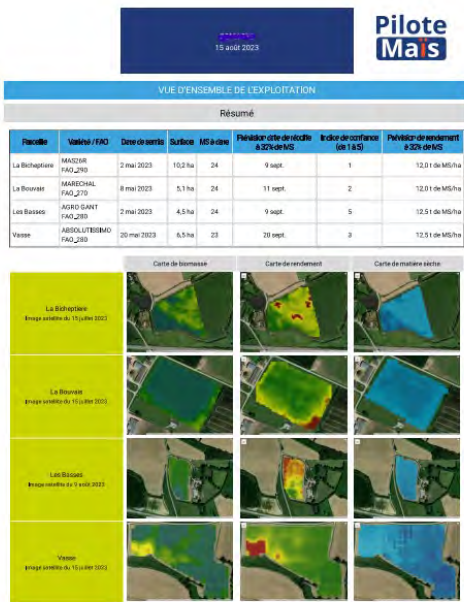 15 août 2023
Pilote
Maïs
VUE D'ENSEMBLE DE L'EXPLOITATION
Résumé
Parcelle Variété / FAO Date de semis Surface MS à date Prévision date de récolte à 32% de MS Indice de confiance (de 1 à 5) Prévision de rendement à 32% de MS
La Bicheptiere MAS26R FAO_290 2 mai 2023 10,2 ha 24 9 sept. 1 12,0 t de MS/ha
La Bouvais MARECHAL FAO_270 8 mai 2023 5,1 ha 24 11 sept. 2 12,0 t de MS/ha
Les Basses AGRO GANT FAO_280 2 mai 2023 4,5 ha 24 9 sept. 5 12,5 t de MS/ha
Vasse ABSOLUTISSIMO FAO_280 20 mai 2023 6,5 ha 23 20 sept. 3 12,5 t de MS/ha
Carte de biomasse Carte de rendement Carte de matière sèche
La Bicheptiere
Image satellite du 15 juillet 2023
La Bouvais
Image satellite du 15 juillet 2023
Les Basses
Image satellite du 9 août 2023
Vasse
Image satellite du 15 juillet 2023